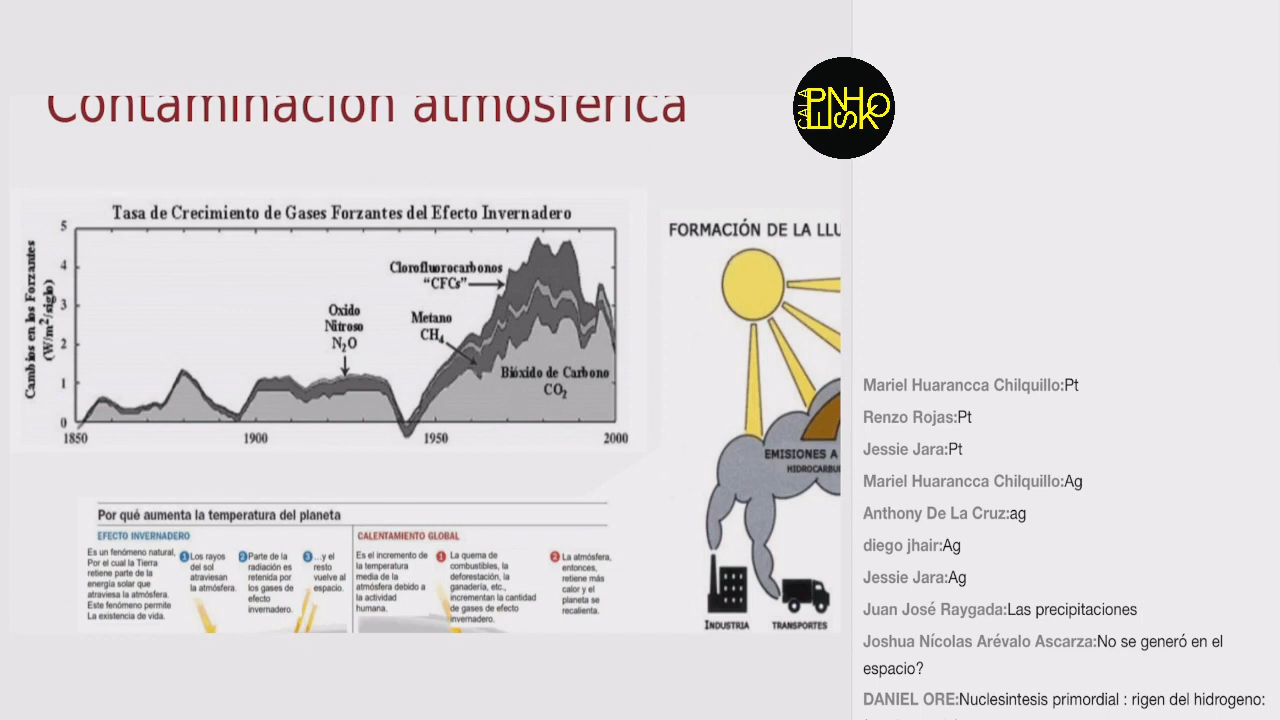 Contaminación atmosférica
CALA
PNHO
ESK
Tasa de Crecimiento de Gases Forzantes del Efecto Invernadero
Cambios en los Forzantes
(W/m²/siglo)
5
4
3
2
1
0
Clorofluorocarbonos
“CFCs”
Oxido
Nitroso
N₂O
Metano
CH₄
Bióxido de Carbono
CO₂
1850
1900
1950
2000
FORMACIÓN DE LA LLU
EMISIONES A
HIDROCARBU
INDUSTRIA
TRANSPORTES
Por qué aumenta la temperatura del planeta
EFECTO INVERNADERO
Es un fenómeno natural,
Por el cual la Tierra
retiene parte de la
energía solar que
atraviesa la atmósfera.
Este fenómeno permite
La existencia de vida.
1 Los rayos
del sol
atraviesan
la atmósfera.
2 Parte de la
radiación es
retenida por
los gases de
efecto
invernadero.
3 ...y el
resto
vuelve al
espacio.
CALENTAMIENTO GLOBAL
Es el incremento de
la temperatura
media de la
atmósfera debido a
la actividad
humana.
1 La quema de
combustibles, la
deforestación, la
ganadería, etc.,
incrementan la cantidad
de gases de efecto
invernadero.
2 La atmósfera,
entonces,
retiene más
calor y el
planeta se
recalienta.
Mariel Huarancca Chilquillo:Pt
Renzo Rojas:Pt
Jessie Jara:Pt
Mariel Huarancca Chilquillo:Ag
Anthony De La Cruz:ag
diego jhair:Ag
Jessie Jara:Ag
Juan José Raygada:Las precipitaciones
Joshua Nícolas Arévalo Ascarza:No se generó en el
espacio?
DANIEL ORE:Nuclesintesis primordial : rigen del hidrogeno: